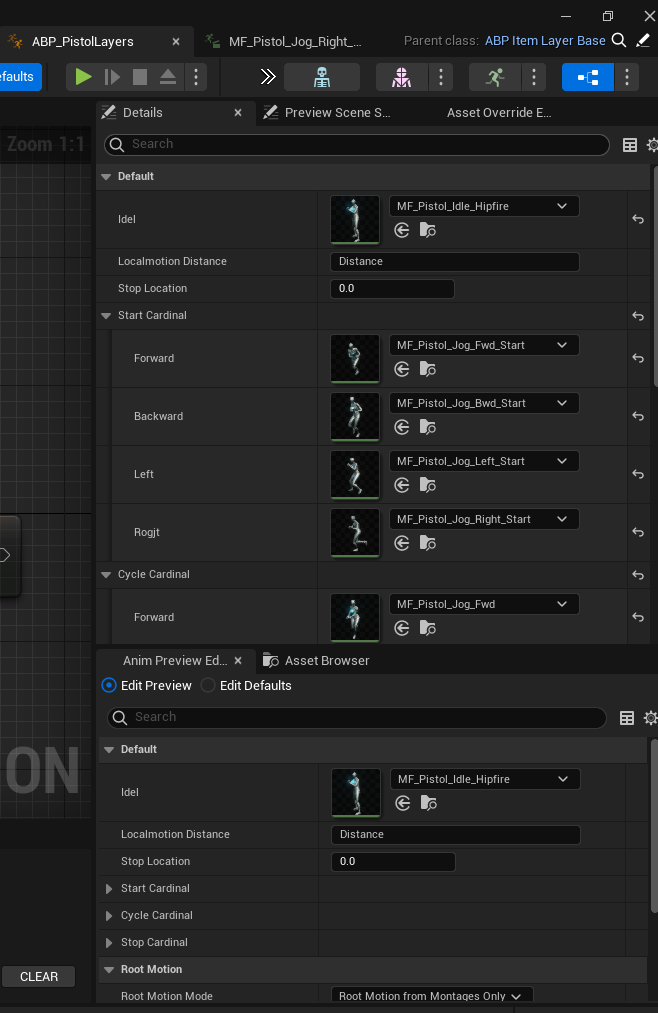 ABP_PistolLayers
MF_Pistol_Jog_Right_...
Parent class: ABP Item Layer Base
efaults
Details
Preview Scene S...
Asset Override E...
Zoom 1:1
Search
Default
Idel
MF_Pistol_Idle_Hipfire
Localmotion Distance
Distance
Stop Location
0.0
Start Cardinal
Forward
MF_Pistol_Jog_Fwd_Start
Backward
MF_Pistol_Jog_Bwd_Start
Left
MF_Pistol_Jog_Left_Start
Rogjt
MF_Pistol_Jog_Right_Start
Cycle Cardinal
Forward
MF_Pistol_Jog_Fwd
Anim Preview Ed...
Asset Browser
Edit Preview
Edit Defaults
Search
Default
ON
Idel
MF_Pistol_Idle_Hipfire
Localmotion Distance
Distance
Stop Location
0.0
Start Cardinal
Cycle Cardinal
Stop Cardinal
CLEAR
Root Motion
Root Motion Mode
Root Motion from Montages Only